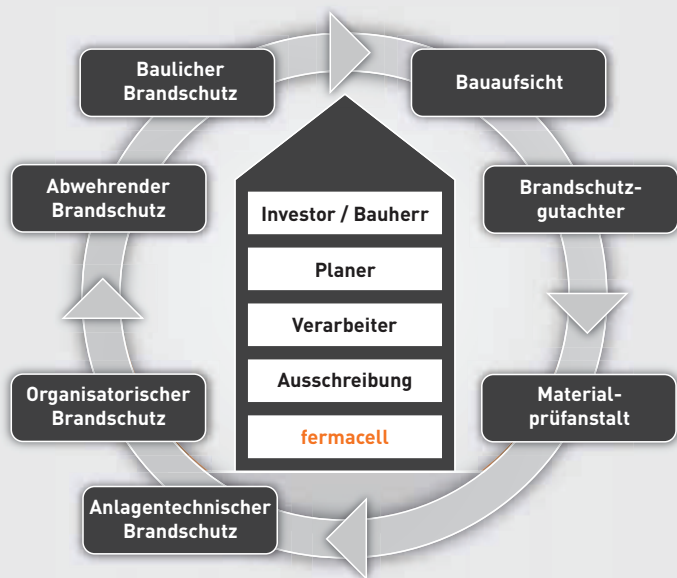 Baulicher
Brandschutz
Bauaufsicht
Abwehrender
Brandschutz
Brandschutz-
gutachter
Investor / Bauherr
Planer
Verarbeiter
Ausschreibung
fermacell
Organisatorischer
Brandschutz
Material-
prüfanstalt
Anlagentechnischer
Brandschutz